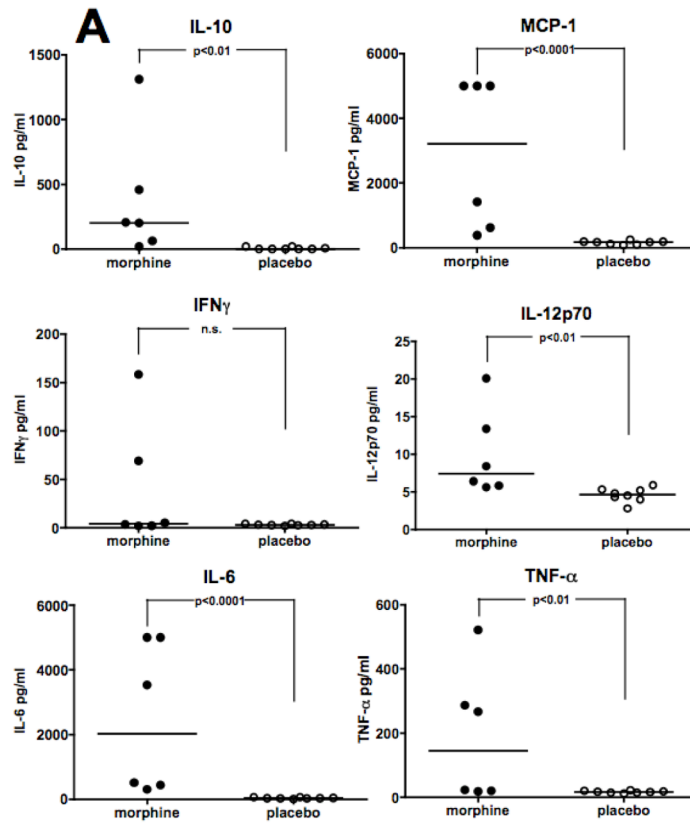 A
IL-10
p<0.01
1500
1000
500
0
IL-10 pg/ml
morphine placebo
MCP-1
p<0.0001
6000
4000
2000
0
MCP-1 pg/ml
morphine placebo
IFNγ
n.s.
200
150
100
50
0
IFNγ pg/ml
morphine placebo
IL-12p70
p<0.01
25
20
15
10
5
0
IL-12p70 pg/ml
morphine placebo
IL-6
p<0.0001
6000
4000
2000
0
IL-6 pg/ml
morphine placebo
TNF-α
p<0.01
600
400
200
0
TNF-α pg/ml
morphine placebo